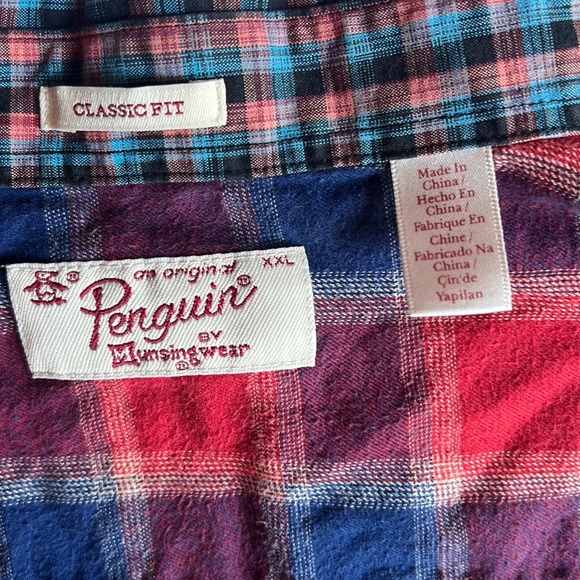 CLASSIC FIT
Made In
China /
Hecho En
China /
Fabrique En
Chine /
Fabricado Na
China /
Çin'de
Yapilan
an original
XXL
Penguin®
BY
Munsingwear
®